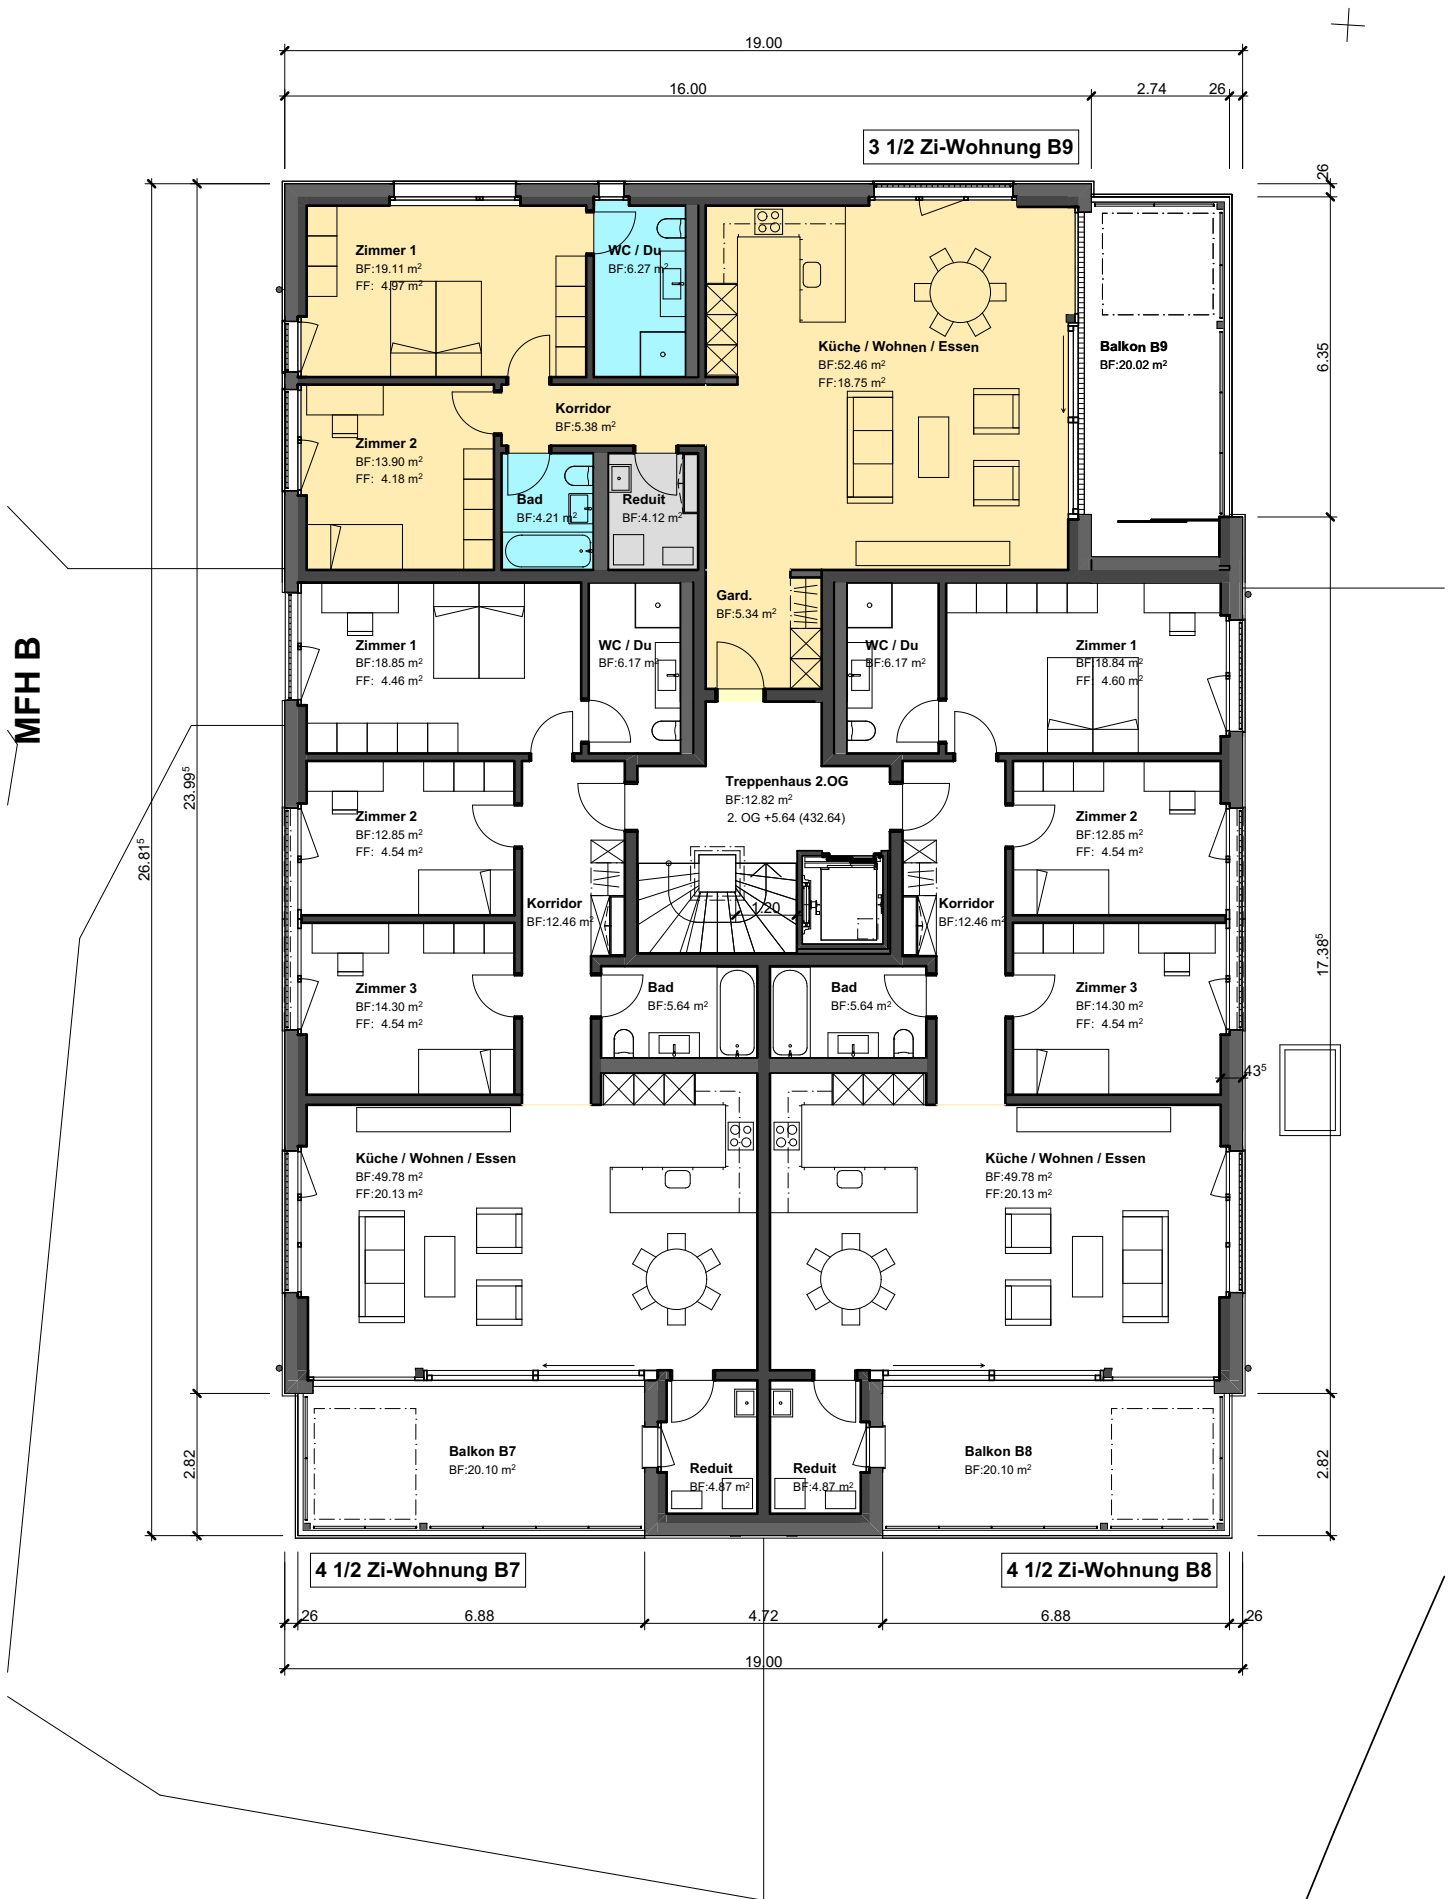 19.00
16.00
2.74
26
3 1/2 Zi-Wohnung B9
26
Zimmer 1
BF:19.11 m²
FF: 4.97 m²
WC / Du
BF:6.27 m²
Küche / Wohnen / Essen
BF:52.46 m²
FF:18.75 m²
Balkon B9
BF:20.02 m²
6.35
Korridor
BF:5.38 m²
Zimmer 2
BF:13.90 m²
FF: 4.18 m²
Bad
BF:4.21 m²
Reduit
BF:4.12 m²
Gard.
BF:5.34 m²
MFH B
Zimmer 1
BF:18.85 m²
FF: 4.46 m²
WC / Du
BF:6.17 m²
WC / Du
BF:6.17 m²
Zimmer 1
BF:18.84 m²
FF: 4.60 m²
23.99⁵
26.81⁵
Treppenhaus 2.OG
BF:12.82 m²
2. OG +5.64 (432.64)
Zimmer 2
BF:12.85 m²
FF: 4.54 m²
Zimmer 2
BF:12.85 m²
FF: 4.54 m²
Korridor
BF:12.46 m²
1.20
Korridor
BF:12.46 m²
17.38⁵
Zimmer 3
BF:14.30 m²
FF: 4.54 m²
Bad
BF:5.64 m²
Bad
BF:5.64 m²
Zimmer 3
BF:14.30 m²
FF: 4.54 m²
43⁵
Küche / Wohnen / Essen
BF:49.78 m²
FF:20.13 m²
Küche / Wohnen / Essen
BF:49.78 m²
FF:20.13 m²
2.82
Balkon B7
BF:20.10 m²
Reduit
BF:4.87 m²
Reduit
BF:4.87 m²
Balkon B8
BF:20.10 m²
2.82
4 1/2 Zi-Wohnung B7
4 1/2 Zi-Wohnung B8
26
6.88
4.72
6.88
26
19.00